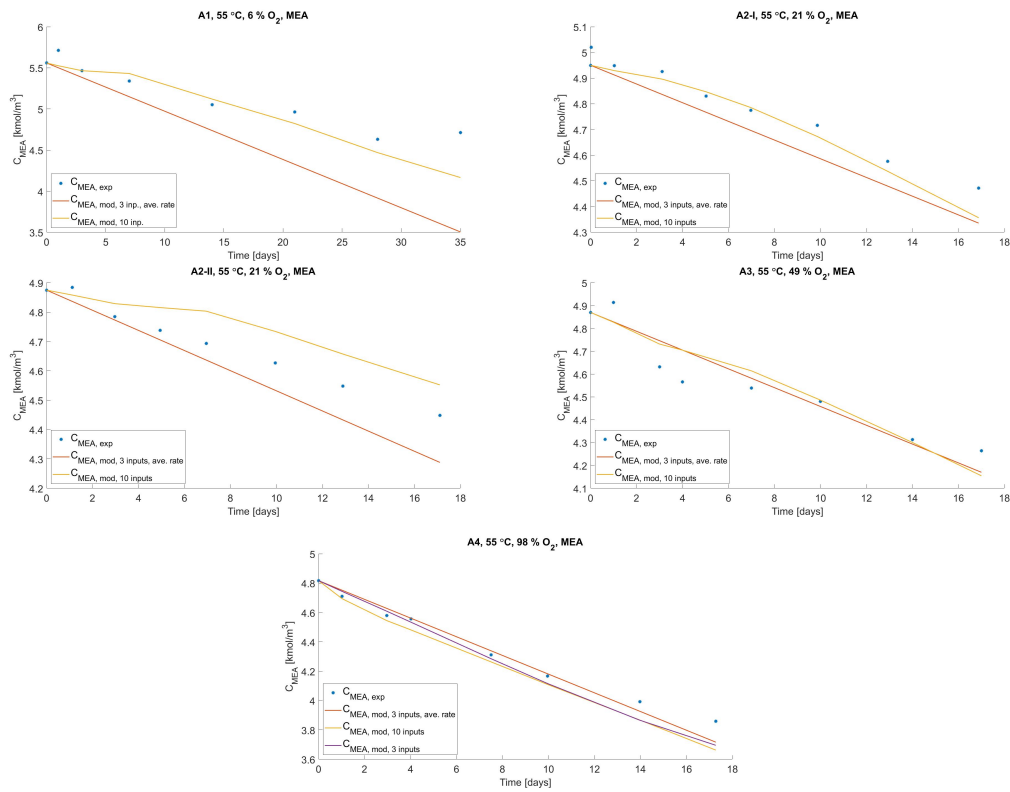 A1, 55 °C, 6 % O2, MEA
6
5.5
5
4.5
4
3.5
CMEA [kmol/m3]
CMEA, exp
CMEA, mod, 3 inp., ave. rate
CMEA, mod, 10 inp.
0 5 10 15 20 25 30 35
Time [days]
A2-I, 55 °C, 21 % O2, MEA
5.1
5
4.9
4.8
4.7
4.6
4.5
4.4
4.3
CMEA [kmol/m3]
CMEA, exp
CMEA, mod, 3 inputs, ave. rate
CMEA, mod, 10 inputs
0 2 4 6 8 10 12 14 16 18
Time [days]
A2-II, 55 °C, 21 % O2, MEA
4.9
4.8
4.7
4.6
4.5
4.4
4.3
4.2
CMEA [kmol/m3]
CMEA, exp
CMEA, mod, 3 inputs, ave. rate
CMEA, mod, 10 inputs
0 2 4 6 8 10 12 14 16 18
Time [days]
A3, 55 °C, 49 % O2, MEA
5
4.9
4.8
4.7
4.6
4.5
4.4
4.3
4.2
4.1
CMEA [kmol/m3]
CMEA, exp
CMEA, mod, 3 inputs, ave. rate
CMEA, mod, 10 inputs
0 2 4 6 8 10 12 14 16 18
Time [days]
A4, 55 °C, 98 % O2, MEA
5
4.8
4.6
4.4
4.2
4
3.8
3.6
CMEA [kmol/m3]
CMEA, exp
CMEA, mod, 3 inputs, ave. rate
CMEA, mod, 10 inputs
CMEA, mod, 3 inputs
0 2 4 6 8 10 12 14 16 18
Time [days]